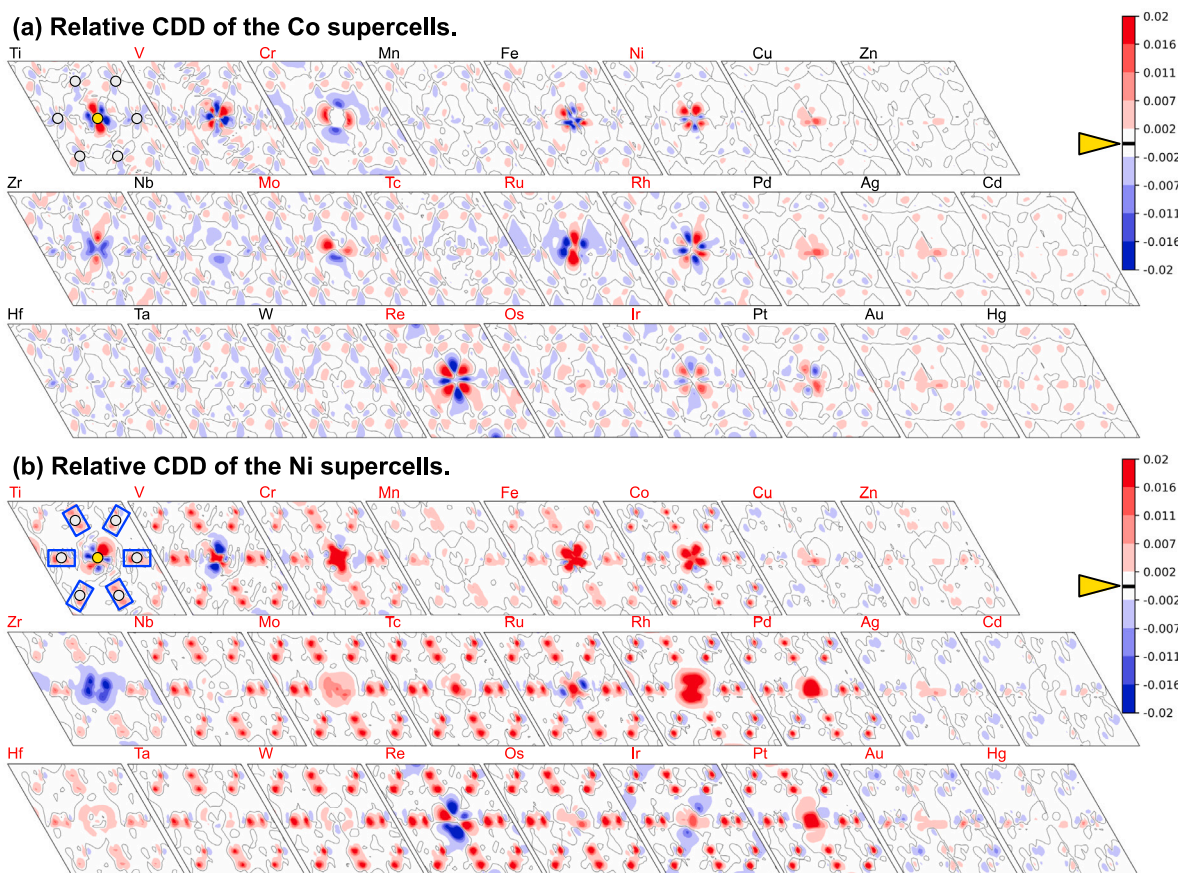 (a) Relative CDD of the Co supercells.
Ti V Cr Mn Fe Ni Cu Zn
Zr Nb Mo Tc Ru Rh Pd Ag Cd
Hf Ta W Re Os Ir Pt Au Hg
0.02
0.016
0.011
0.007
0.002
-0.002
-0.007
-0.011
-0.016
-0.02
(b) Relative CDD of the Ni supercells.
Ti V Cr Mn Fe Co Cu Zn
Zr Nb Mo Tc Ru Rh Pd Ag Cd
Hf Ta W Re Os Ir Pt Au Hg
0.02
0.016
0.011
0.007
0.002
-0.002
-0.007
-0.011
-0.016
-0.02